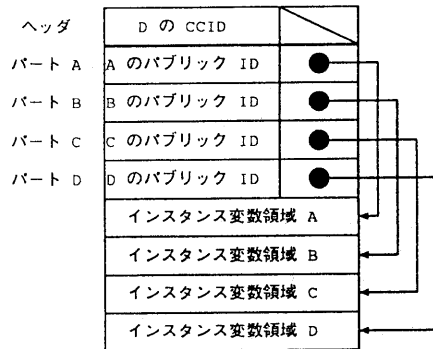 ヘッダ D の CCID
パート A A のパブリック ID
パート B B のパブリック ID
パート C C のパブリック ID
パート D D のパブリック ID
インスタンス変数領域 A
インスタンス変数領域 B
インスタンス変数領域 C
インスタンス変数領域 D